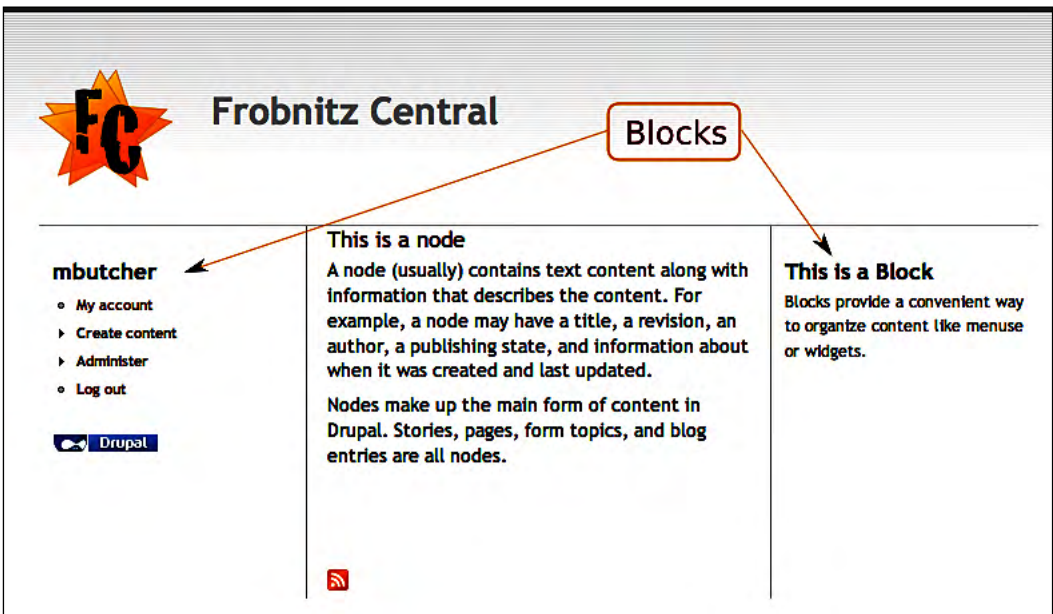 FC
Frobnitz Central
Blocks
mbutcher
My account
Create content
Administer
Log out
Drupal
This is a node
A node (usually) contains text content along with
information that describes the content. For
example, a node may have a title, a revision, an
author, a publishing state, and information about
when it was created and last updated.
Nodes make up the main form of content in
Drupal. Stories, pages, form topics, and blog
entries are all nodes.
This is a Block
Blocks provide a convenient way
to organize content like menuse
or widgets.